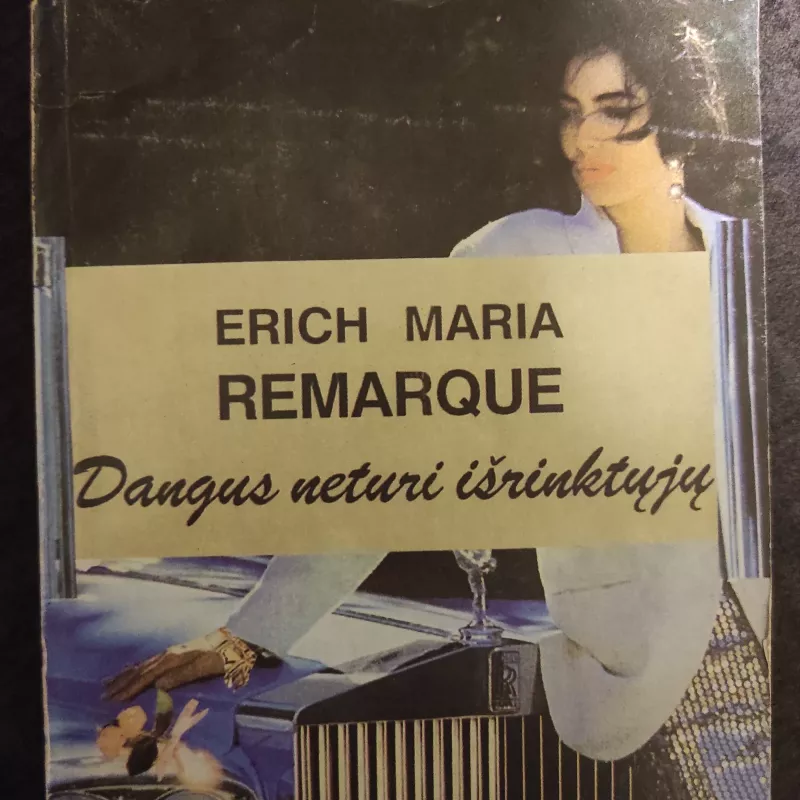 ERICH MARIA
REMARQUE
Dangus neturi išrinktųjų